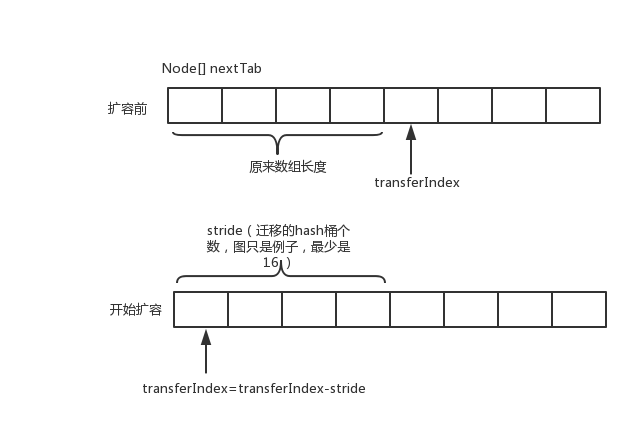 Node[] nextTab
扩容前
原来数组长度
transferIndex
stride（迁移的hash桶个
数，图只是例子，最少是
16 ）
开始扩容
transferIndex=transferIndex-stride